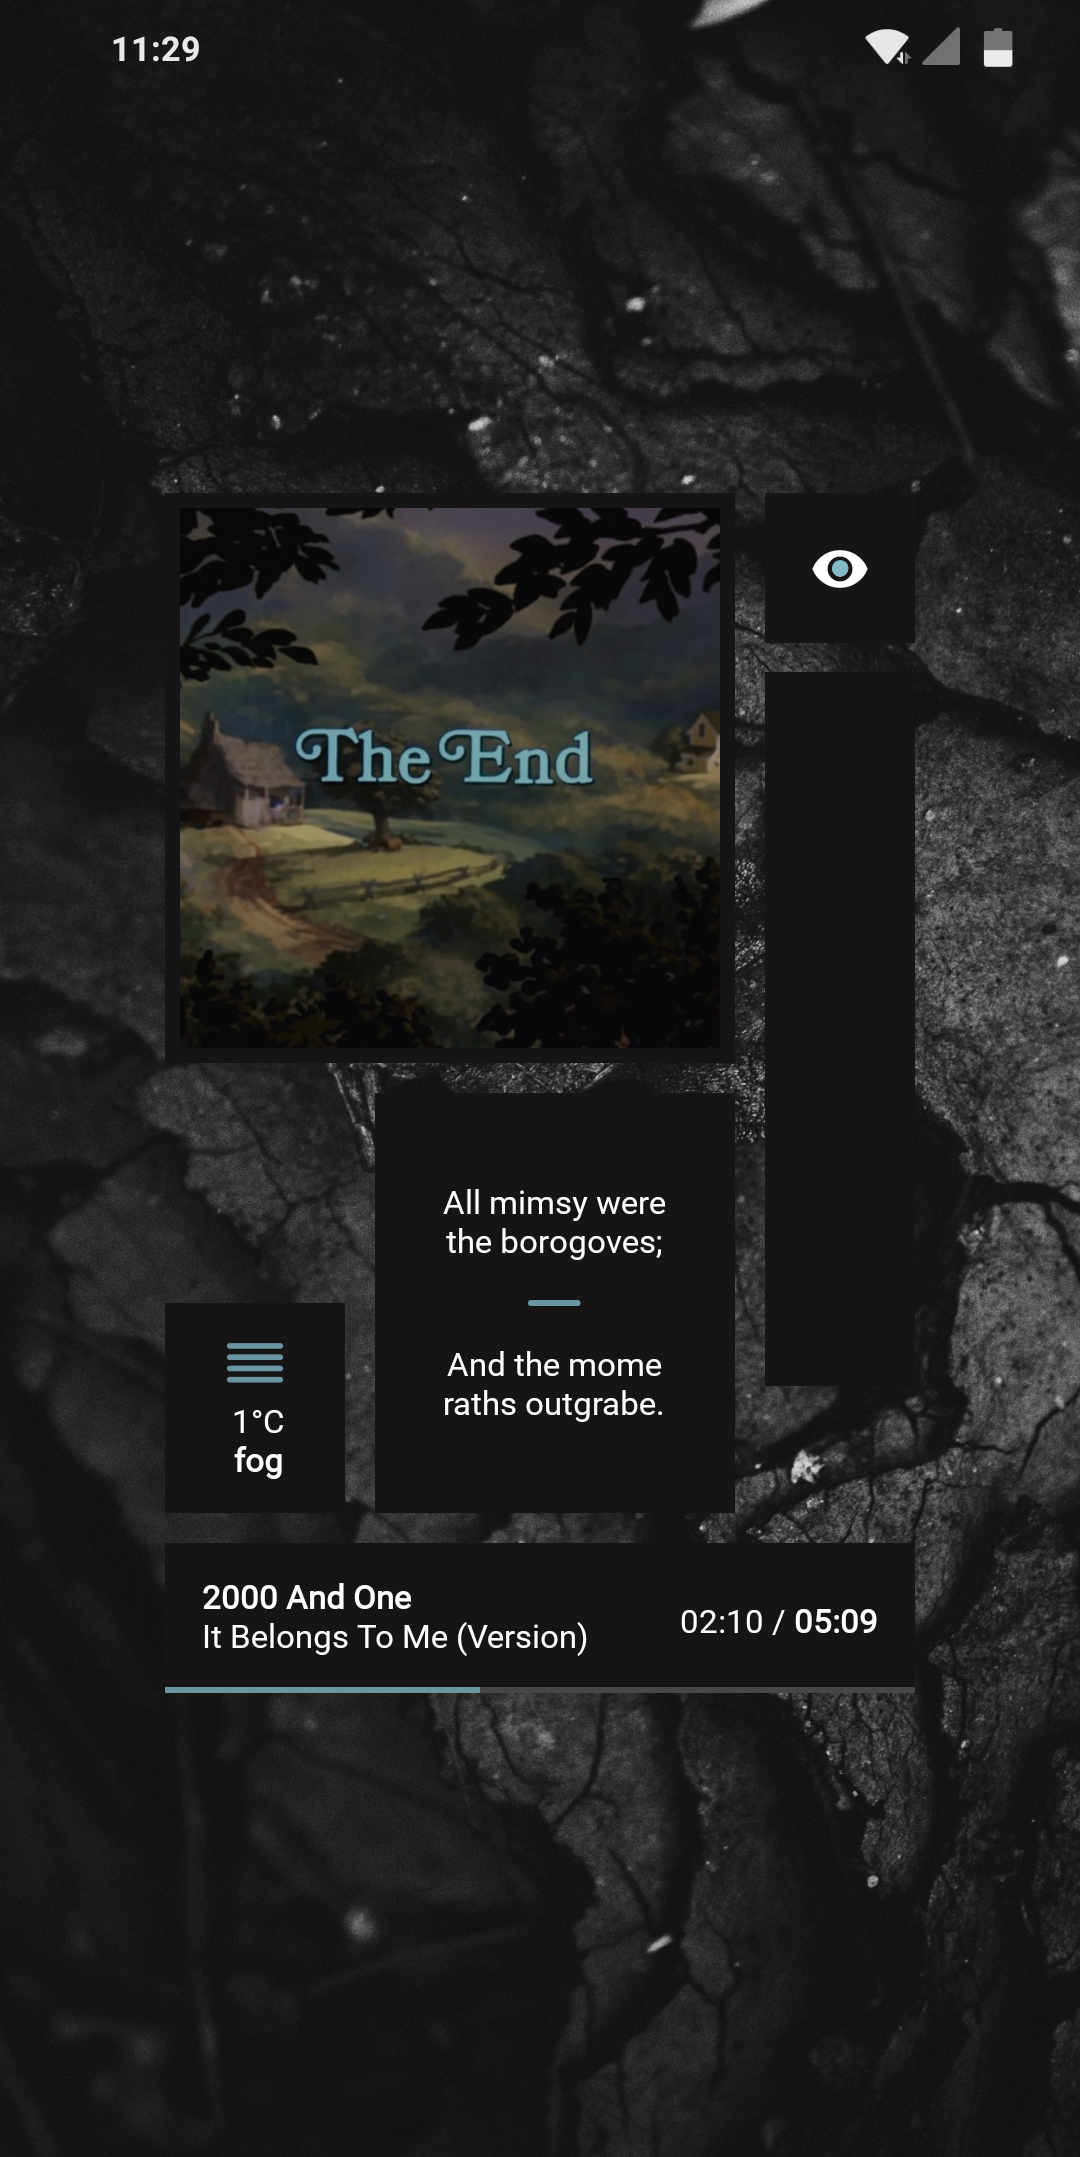 11:29
The End
All mimsy were
the borogoves;
And the mome
raths outgrabe.
1°C
fog
2000 And One
It Belongs To Me (Version)
02:10 / 05:09